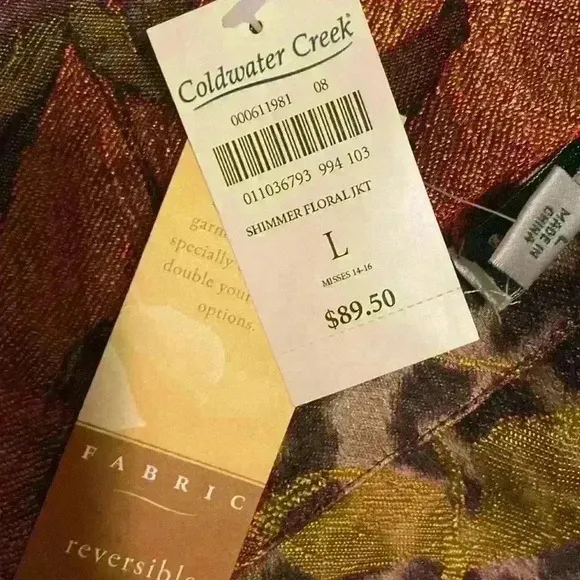 Coldwater Creek®
000611981 08
011036793 994 103
SHIMMER FLORAL JKT
L
MISSES 14-16
$89.50
specially
double your
options.
FABRIC
reversible
L
MADE IN
CHINA